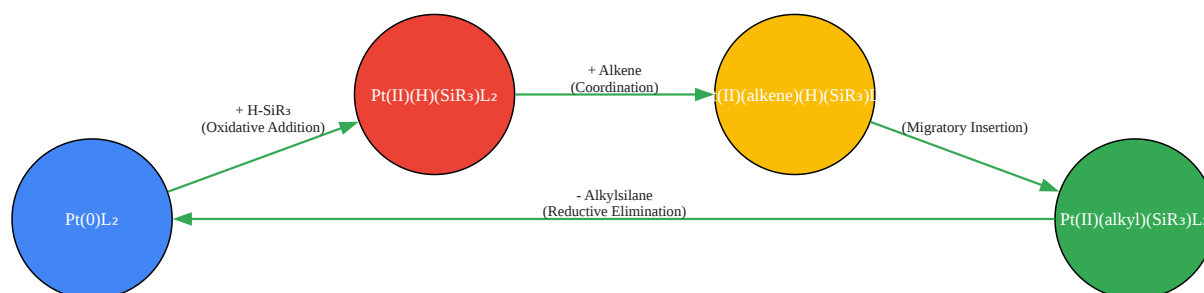 + Alkene
(Coordination)
Pt(II)(H)(SiR₃)L₂
t(II)(alkene)(H)(SiR₃)L
+ H-SiR₃
(Oxidative Addition)
(Migratory Insertion)
- Alkylsilane
(Reductive Elimination)
Pt(0)L₂
Pt(II)(alkyl)(SiR₃)L